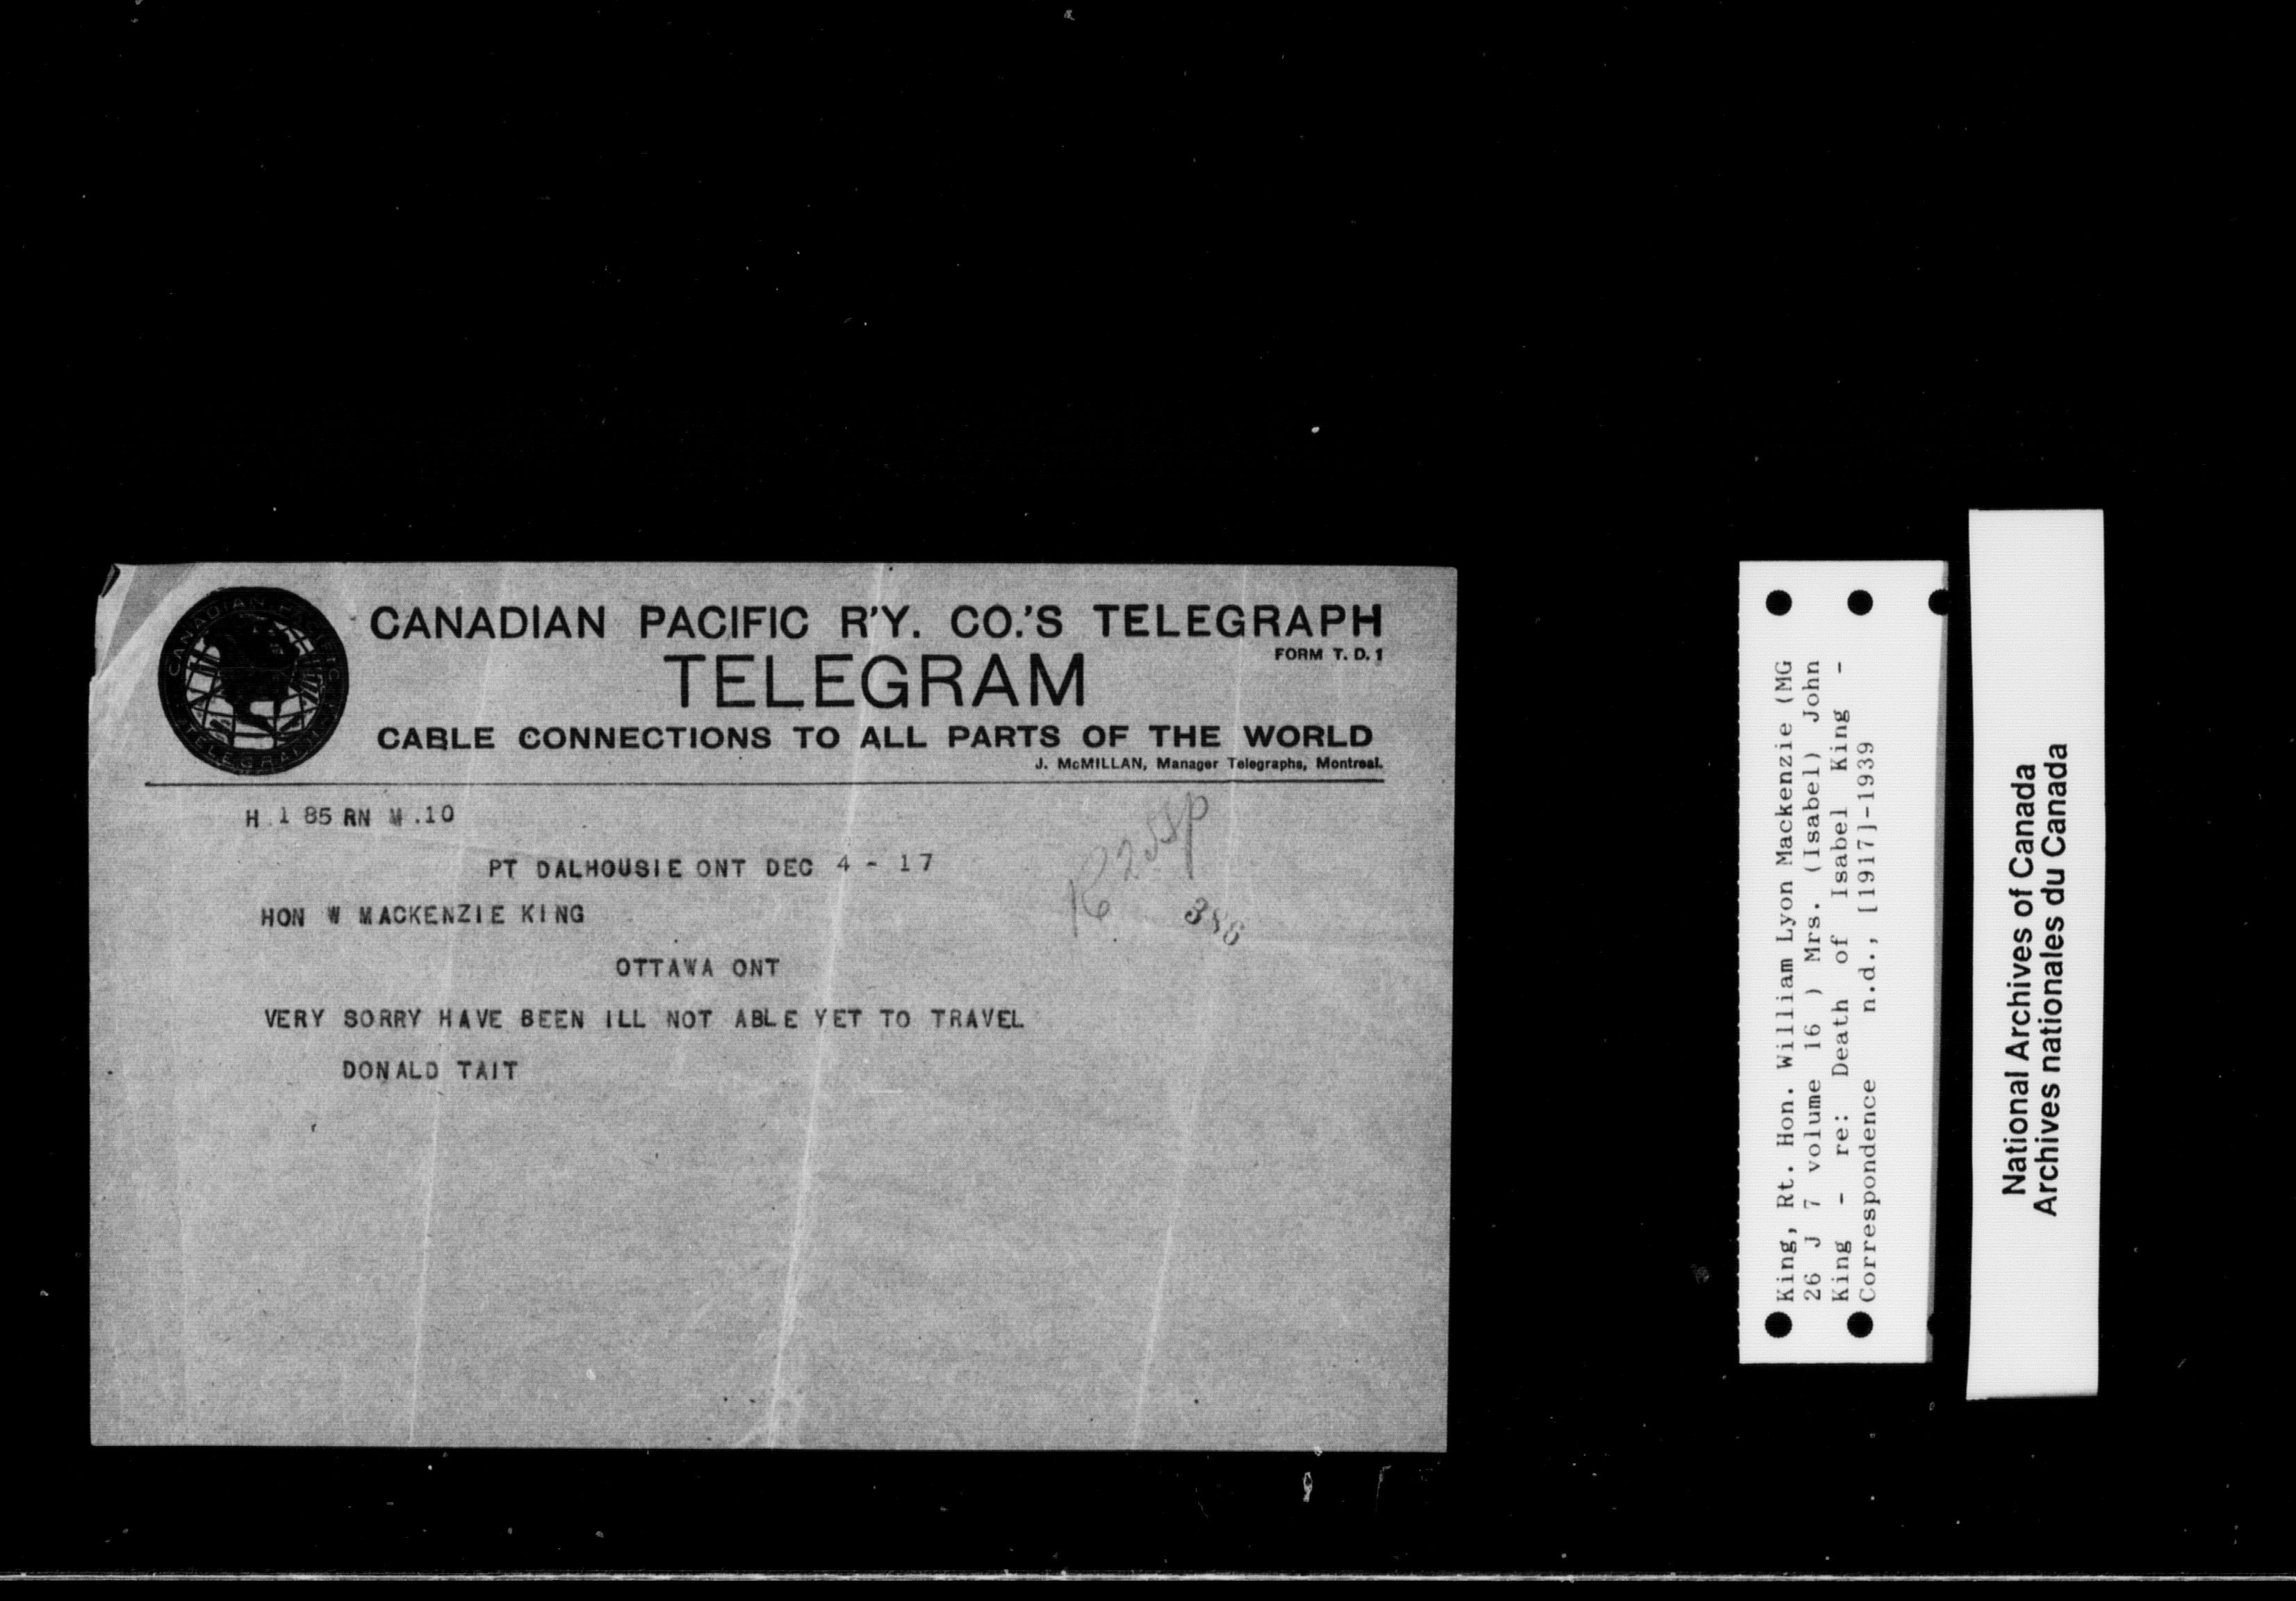 CANADIAN PACIFIC R'Y. CO.'S TELEGRAPH
FORM T. D. 1
TELEGRAM
CABLE CONNECTIONS TO ALL PARTS OF THE WORLD
J. McMILLAN, Manager Telegraphs, Montreal.
CANADIAN PACIFIC
TELEGRAPH
H 1 85 RN M .10
PT DALHOUSIE ONT DEC 4 - 17
HON W MACKENZIE KING
388
OTTAWA ONT
VERY SORRY HAVE BEEN ILL NOT ABLE YET TO TRAVEL
DONALD TAIT
King, Rt. Hon. William Lyon Mackenzie (MG
26 J 7 volume 16 ) Mrs. (Isabel) John
King - re: Death of Isabel King -
Correspondence n.d., [1917]-1939
National Archives of Canada
Archives nationales du Canada